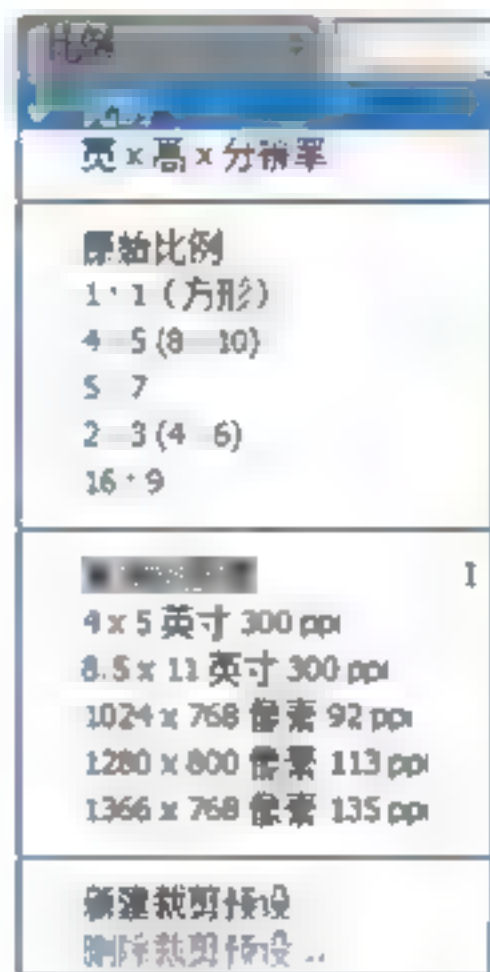 比例
宽 x 高 x 分辨率
原始比例
1 : 1 (方形)
4 : 5 (8 : 10)
5 : 7
2 : 3 (4 : 6)
16 : 9
4 x 5 英寸 300 ppi
8.5 x 11 英寸 300 ppi
1024 x 768 像素 92 ppi
1280 x 800 像素 113 ppi
1366 x 768 像素 135 ppi
新建裁剪预设
删除裁剪预设...